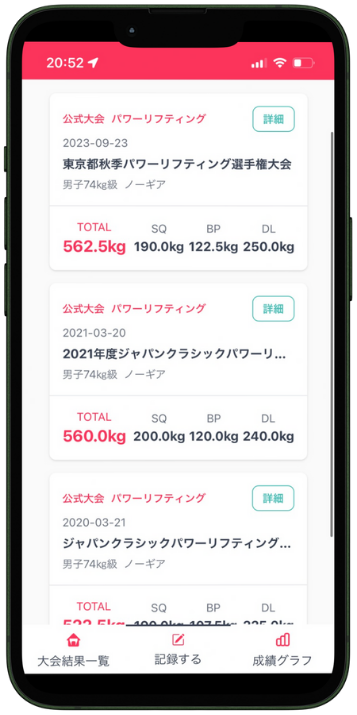 20:52
公式大会 パワーリフティング
詳細
2023-09-23
東京都秋季パワーリフティング選手権大会
男子74kg級 ノーギア
TOTAL SQ BP DL
562.5kg 190.0kg 122.5kg 250.0kg
公式大会 パワーリフティング
詳細
2021-03-20
2021年度ジャパンクラシックパワーリ...
男子74kg級 ノーギア
TOTAL SQ BP DL
560.0kg 200.0kg 120.0kg 240.0kg
公式大会 パワーリフティング
詳細
2020-03-21
ジャパンクラシックパワーリフティング...
男子74kg級 ノーギア
TOTAL SQ BP DL
大会結果一覧 記録する 成績グラフ